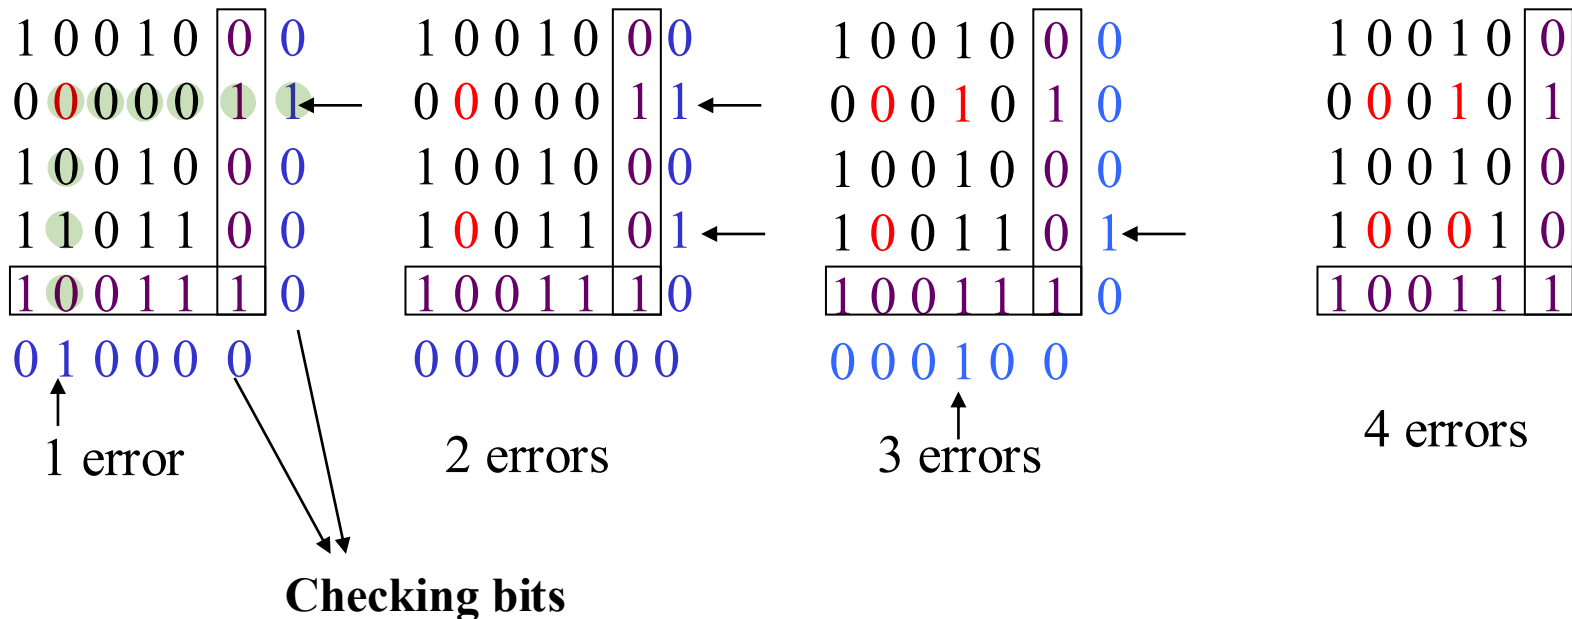 1 0 0 1 0 0 0
0 0 0 0 0 1 1
1 0 0 1 0 0 0
1 1 0 1 1 0 0
1 0 0 1 1 1 0
0 1 0 0 0 0
1 error
1 0 0 1 0 0 0
0 0 0 0 0 1 1
1 0 0 1 0 0 0
1 0 0 1 1 0 1
1 0 0 1 1 1 0
0 0 0 0 0 0 0
2 errors
1 0 0 1 0 0 0
0 0 0 1 0 1 0
1 0 0 1 0 0 0
1 0 0 1 1 0 1
1 0 0 1 1 1 0
0 0 0 1 0 0
3 errors
1 0 0 1 0 0
0 0 0 1 0 1
1 0 0 1 0 0
1 0 0 0 1 0
1 0 0 1 1 1
4 errors
Checking bits